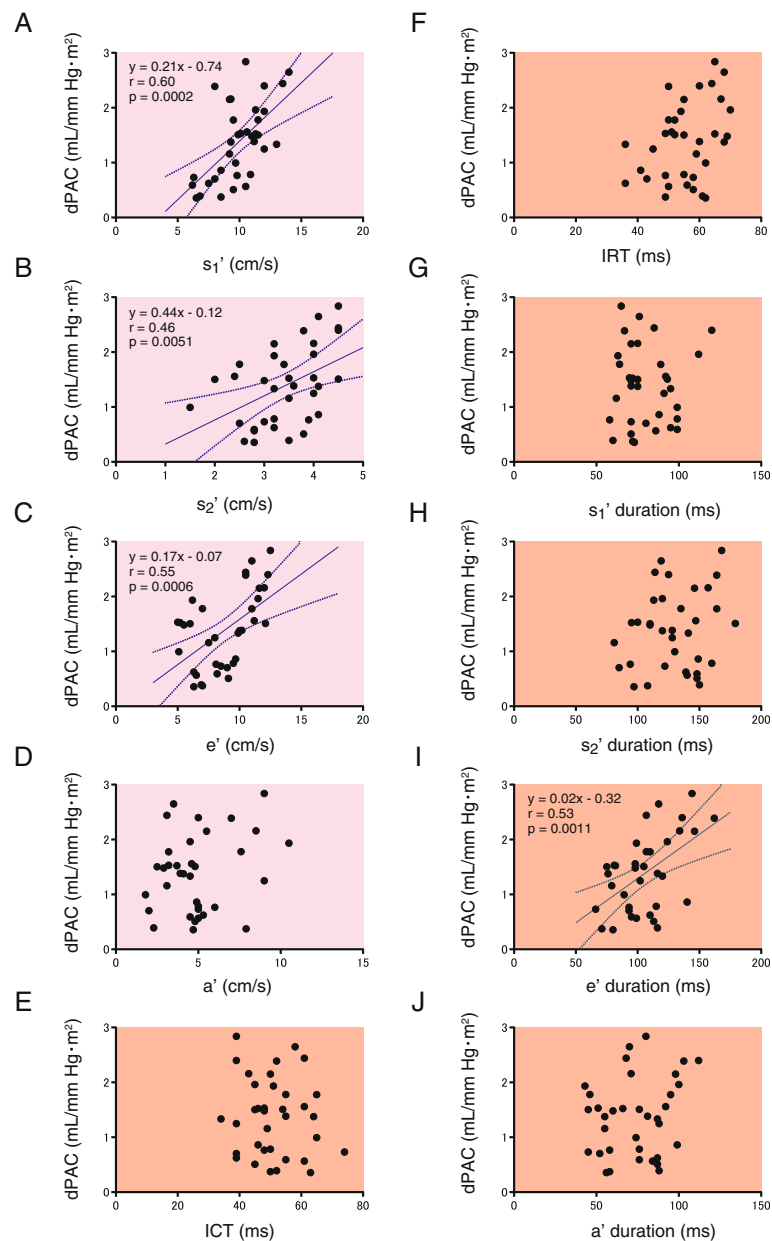 A
dPAC (mL/mm Hg·m²)
y = 0.21x - 0.74
r = 0.60
p = 0.0002
3
2
1
0
0 5 10 15 20
s₁’ (cm/s)
B
dPAC (mL/mm Hg·m²)
y = 0.44x - 0.12
r = 0.46
p = 0.0051
3
2
1
0
0 1 2 3 4 5
s₂’ (cm/s)
C
dPAC (mL/mm Hg·m²)
y = 0.17x - 0.07
r = 0.55
p = 0.0006
3
2
1
0
0 5 10 15 20
e’ (cm/s)
D
dPAC (mL/mm Hg·m²)
3
2
1
0
0 5 10 15
a’ (cm/s)
E
dPAC (mL/mm Hg·m²)
3
2
1
0
0 20 40 60 80
ICT (ms)
F
dPAC (mL/mm Hg·m²)
3
2
1
0
0 20 40 60 80
IRT (ms)
G
dPAC (mL/mm Hg·m²)
3
2
1
0
0 50 100 150
s₁’ duration (ms)
H
dPAC (mL/mm Hg·m²)
3
2
1
0
0 50 100 150 200
s₂’ duration (ms)
I
dPAC (mL/mm Hg·m²)
y = 0.02x - 0.32
r = 0.53
p = 0.0011
3
2
1
0
0 50 100 150 200
e’ duration (ms)
J
dPAC (mL/mm Hg·m²)
3
2
1
0
0 50 100 150
a’ duration (ms)